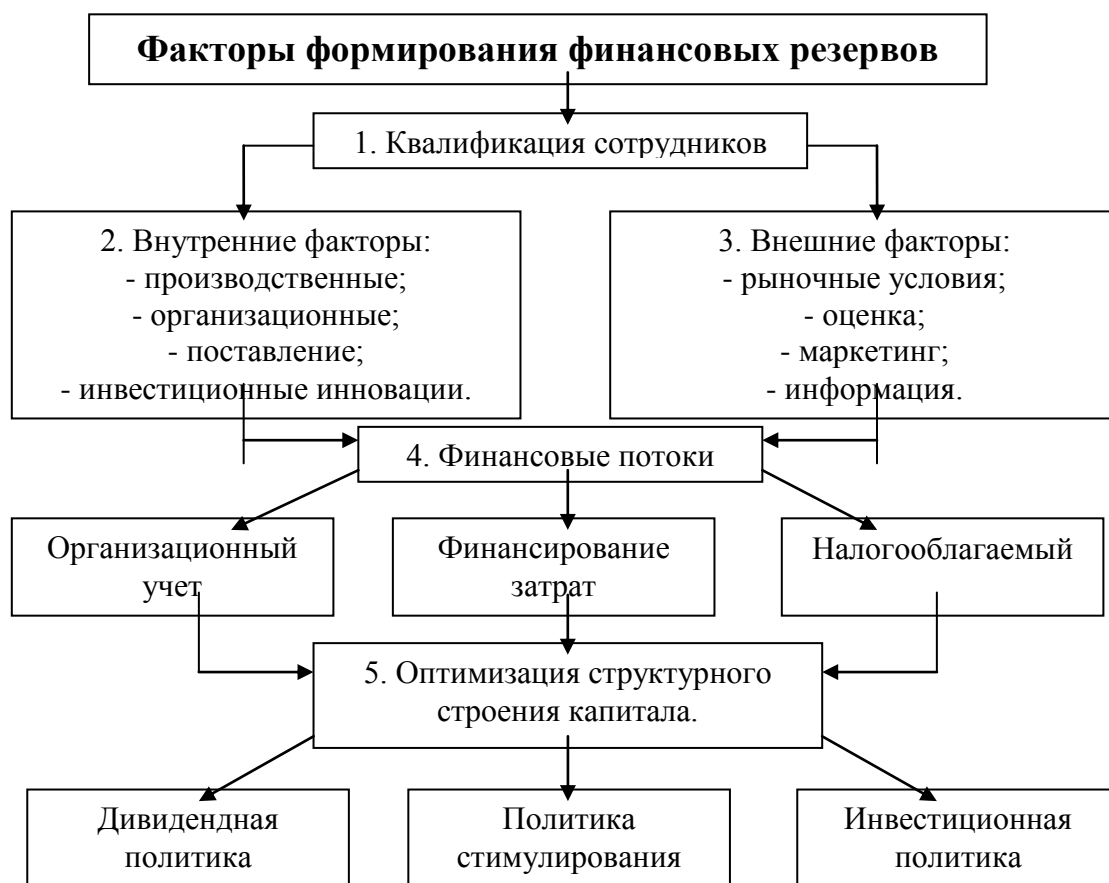 Факторы формирования финансовых резервов
1. Квалификация сотрудников
2. Внутренние факторы:
- производственные;
- организационные;
- поставление;
- инвестиционные инновации.
3. Внешние факторы:
- рыночные условия;
- оценка;
- маркетинг;
- информация.
4. Финансовые потоки
Организационный
учет
Финансирование
затрат
Налогооблагаемый
5. Оптимизация структурного
строения капитала.
Дивидендная
политика
Политика
стимулирования
Инвестиционная
политика